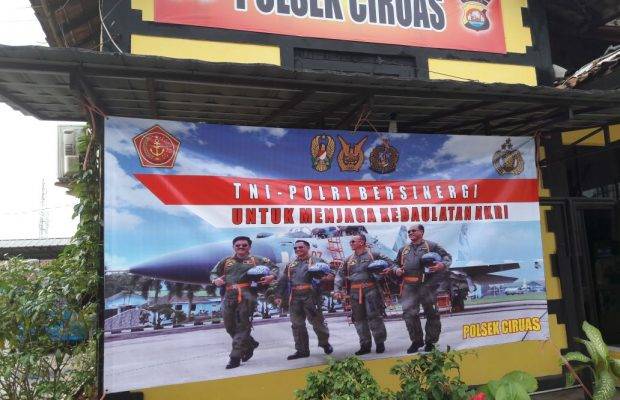 POLSEK CIRUAS
TNI - POLRI BERSINERGI
UNTUK MENJAGA KEDAULATAN NKRI
POLSEK CIRUAS